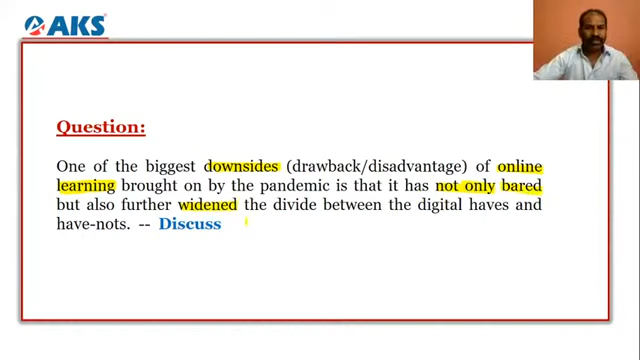 AKS
Question:
One of the biggest downsides (drawback/disadvantage) of online
learning brought on by the pandemic is that it has not only bared
but also further widened the divide between the digital haves and
have-nots. -- Discuss